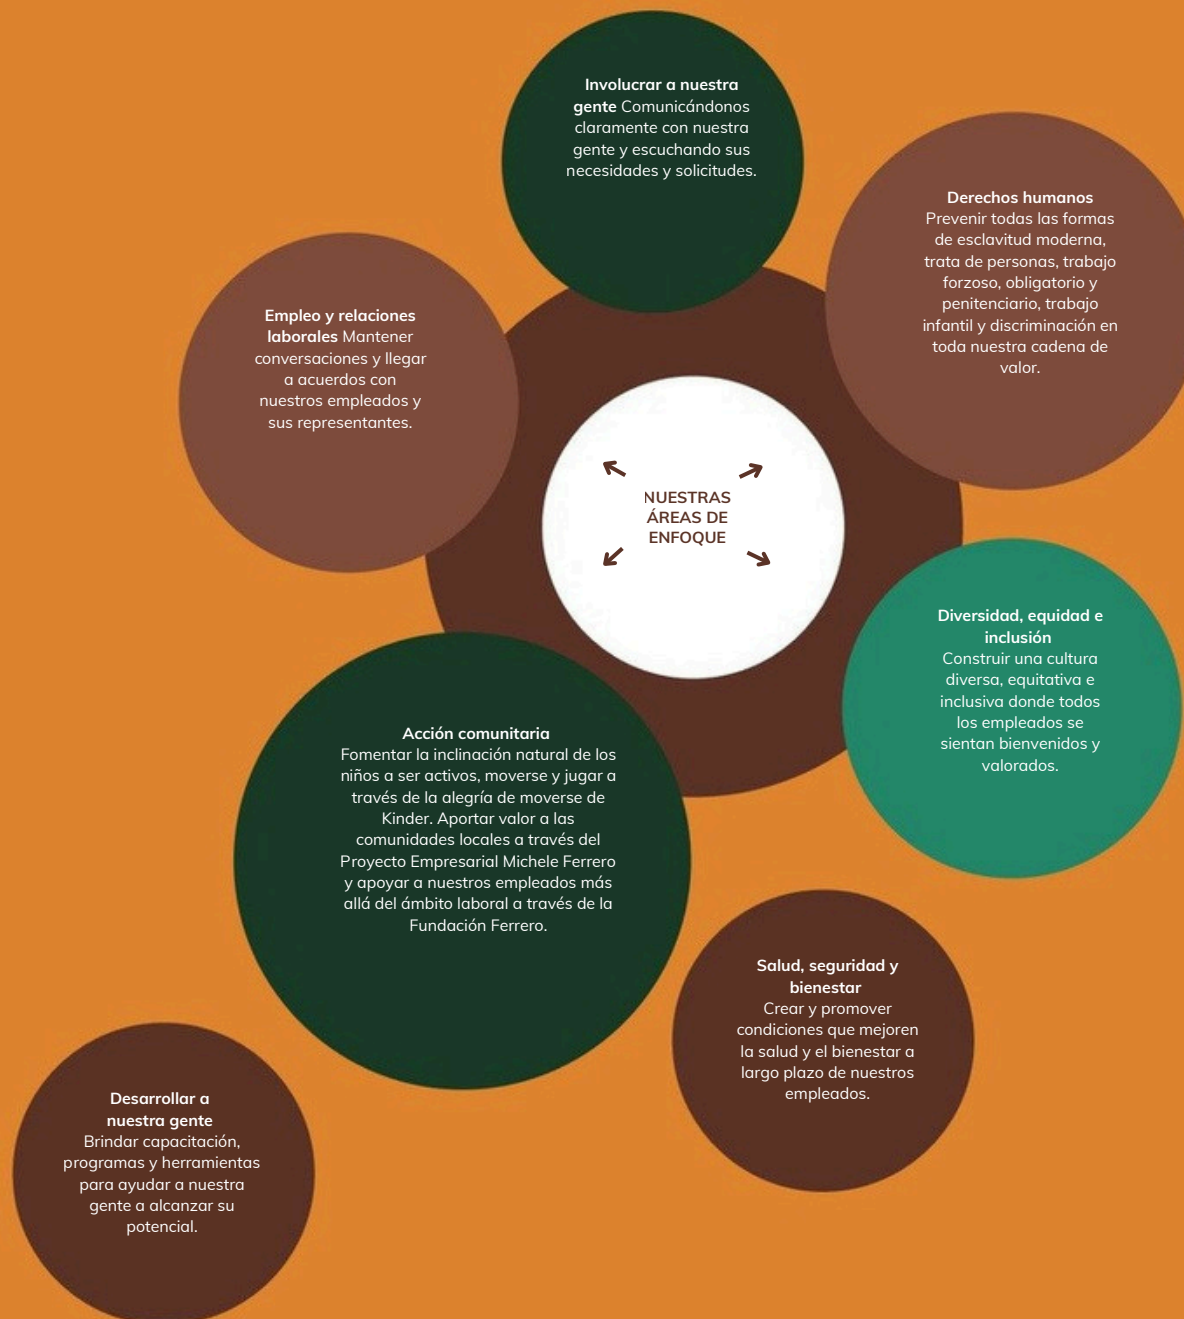 Involucrar a nuestra
gente Comunicándonos
claramente con nuestra
gente y escuchando sus
necesidades y solicitudes.
Derechos humanos
Prevenir todas las formas
de esclavitud moderna,
trata de personas, trabajo
forzoso, obligatorio y
penitenciario, trabajo
infantil y discriminación en
toda nuestra cadena de
valor.
Empleo y relaciones
laborales Mantener
conversaciones y llegar
a acuerdos con
nuestros empleados y
sus representantes.
NUESTRAS
ÁREAS DE
ENFOQUE
Diversidad, equidad e
inclusión
Construir una cultura
diversa, equitativa e
inclusiva donde todos
los empleados se
sientan bienvenidos y
valorados.
Acción comunitaria
Fomentar la inclinación natural de los
niños a ser activos, moverse y jugar a
través de la alegría de moverse de
Kinder. Aportar valor a las
comunidades locales a través del
Proyecto Empresarial Michele Ferrero
y apoyar a nuestros empleados más
allá del ámbito laboral a través de la
Fundación Ferrero.
Salud, seguridad y
bienestar
Crear y promover
condiciones que mejoren
la salud y el bienestar a
largo plazo de nuestros
empleados.
Desarrollar a
nuestra gente
Brindar capacitación,
programas y herramientas
para ayudar a nuestra
gente a alcanzar su
potencial.